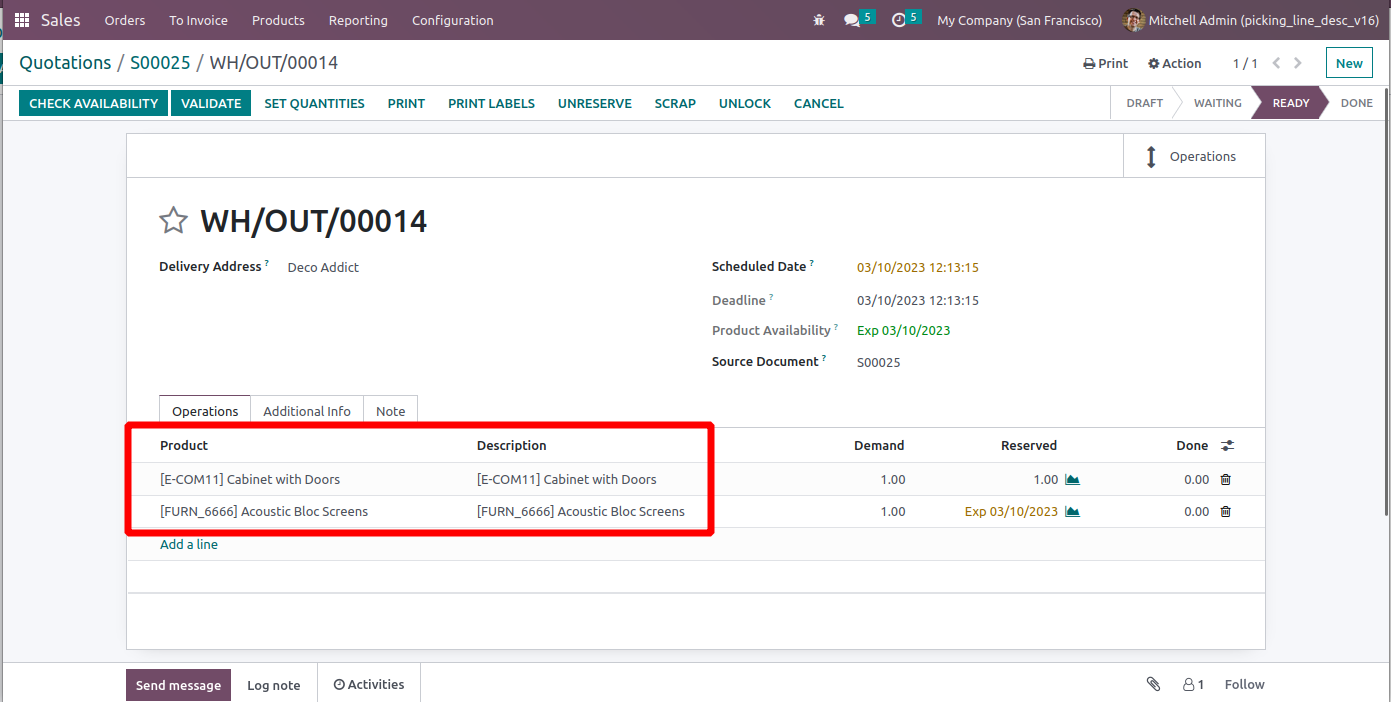 Sales Orders To Invoice Products Reporting Configuration 5 5 My Company (San Francisco) Mitchell Admin (picking_line_desc_v16)
Quotations / S00025 / WH/OUT/00014 Print Action 1 / 1 New
CHECK AVAILABILITY VALIDATE SET QUANTITIES PRINT PRINT LABELS UNRESERVE SCRAP UNLOCK CANCEL DRAFT WAITING READY DONE
Operations
WH/OUT/00014
Delivery Address ? Deco Addict Scheduled Date ? 03/10/2023 12:13:15
Deadline ? 03/10/2023 12:13:15
Product Availability ? Exp 03/10/2023
Source Document ? S00025
Operations Additional Info Note
Product Description Demand Reserved Done
[E-COM11] Cabinet with Doors [E-COM11] Cabinet with Doors 1.00 1.00 0.00
[FURN_6666] Acoustic Bloc Screens [FURN_6666] Acoustic Bloc Screens 1.00 Exp 03/10/2023 0.00
Add a line
Send message Log note Activities 1 Follow